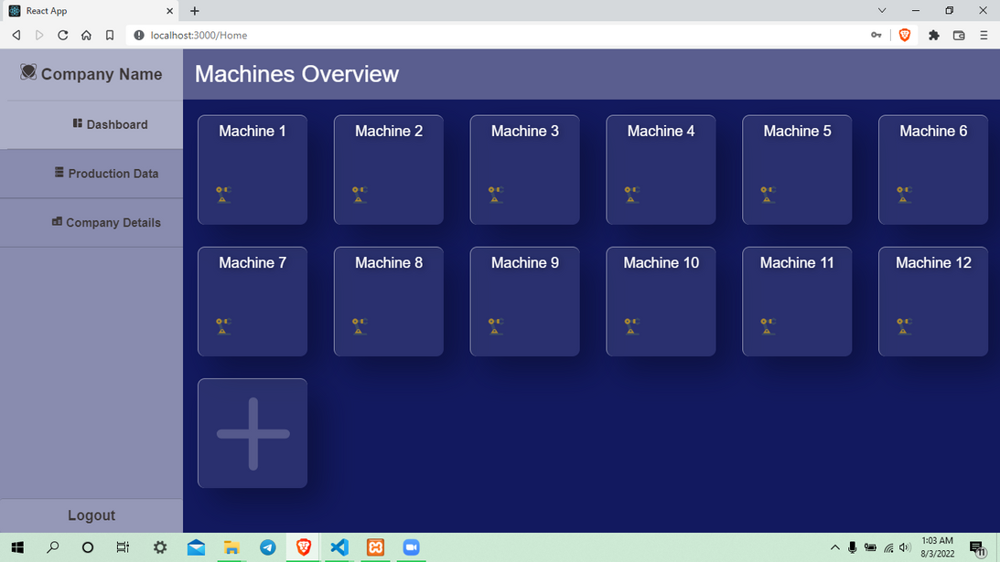 React App
localhost:3000/Home
Company Name
Machines Overview
Dashboard
Production Data
Company Details
Machine 1 Machine 2 Machine 3 Machine 4 Machine 5 Machine 6
Machine 7 Machine 8 Machine 9 Machine 10 Machine 11 Machine 12
Logout
1:03 AM
8/3/2022
11